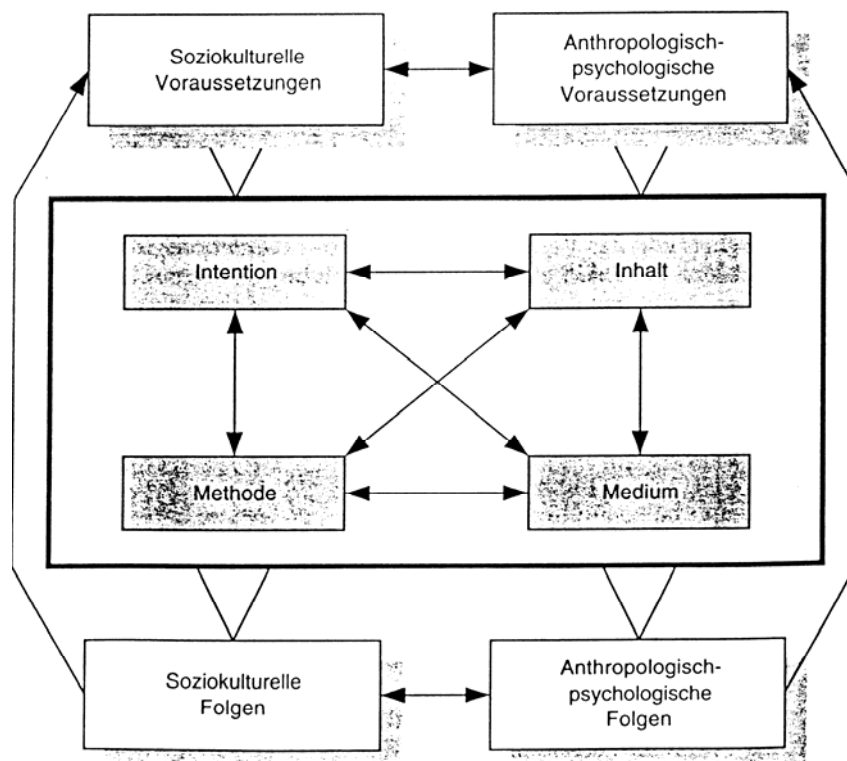 Soziokulturelle
Voraussetzungen
Anthropologisch-
psychologische
Voraussetzungen
Intention
Inhalt
Methode
Medium
Soziokulturelle
Folgen
Anthropologisch-
psychologische
Folgen